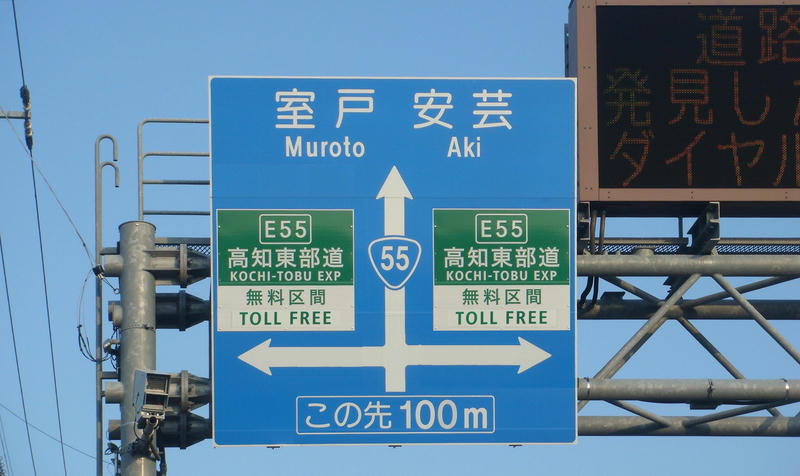 室戸 安芸
Muroto Aki
E55
高知東部道
KOCHI-TOBU EXP
無料区間
TOLL FREE
55
E55
高知東部道
KOCHI-TOBU EXP
無料区間
TOLL FREE
この先100m
道路
発見し
ダイヤル